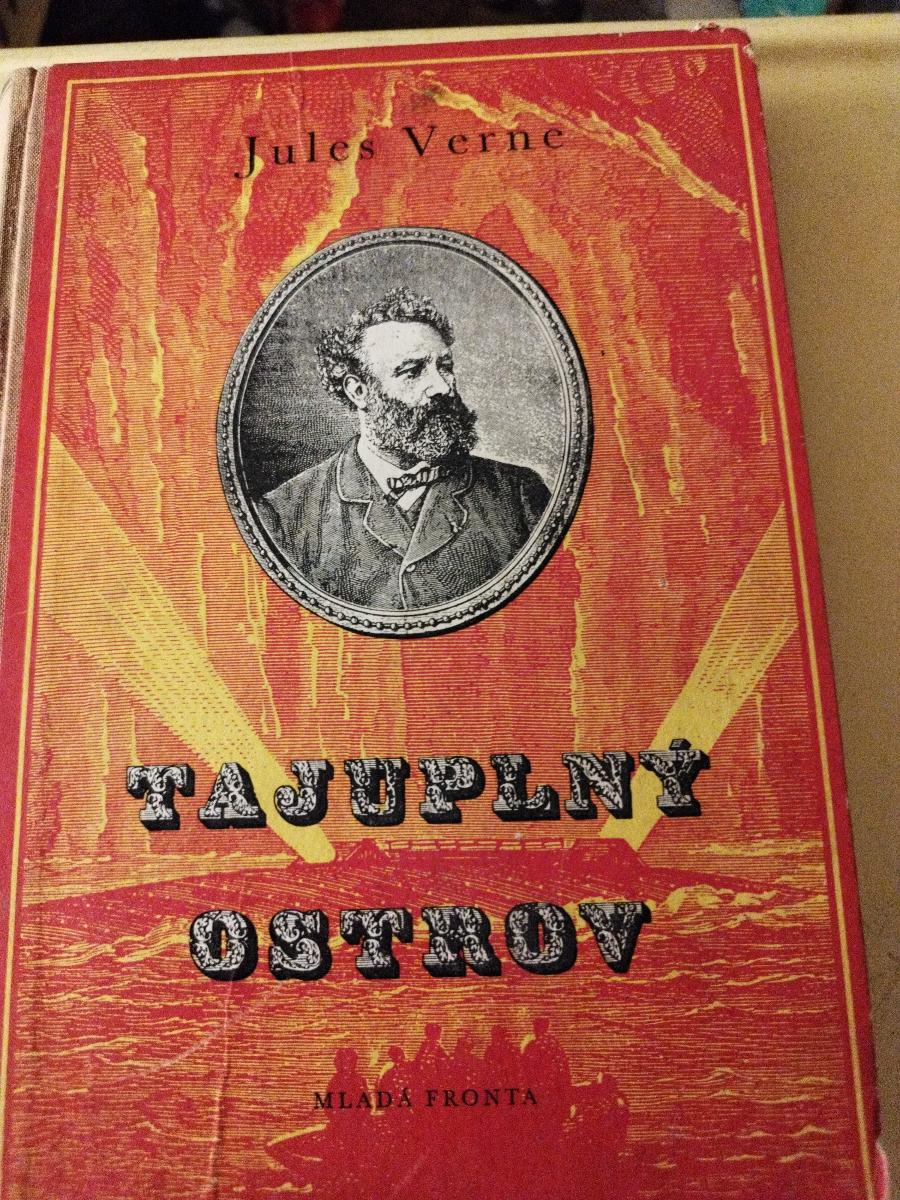 Jules Verne
TAJUPLNÝ
OSTROV
MLADÁ FRONTA